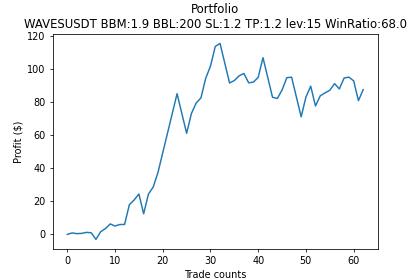 Portfolio
WAVESUSDT BBM:1.9 BBL:200 SL:1.2 TP:1.2 lev:15 WinRatio:68.0
120
100
80
60
40
20
0
Profit ($)
0 10 20 30 40 50 60
Trade counts